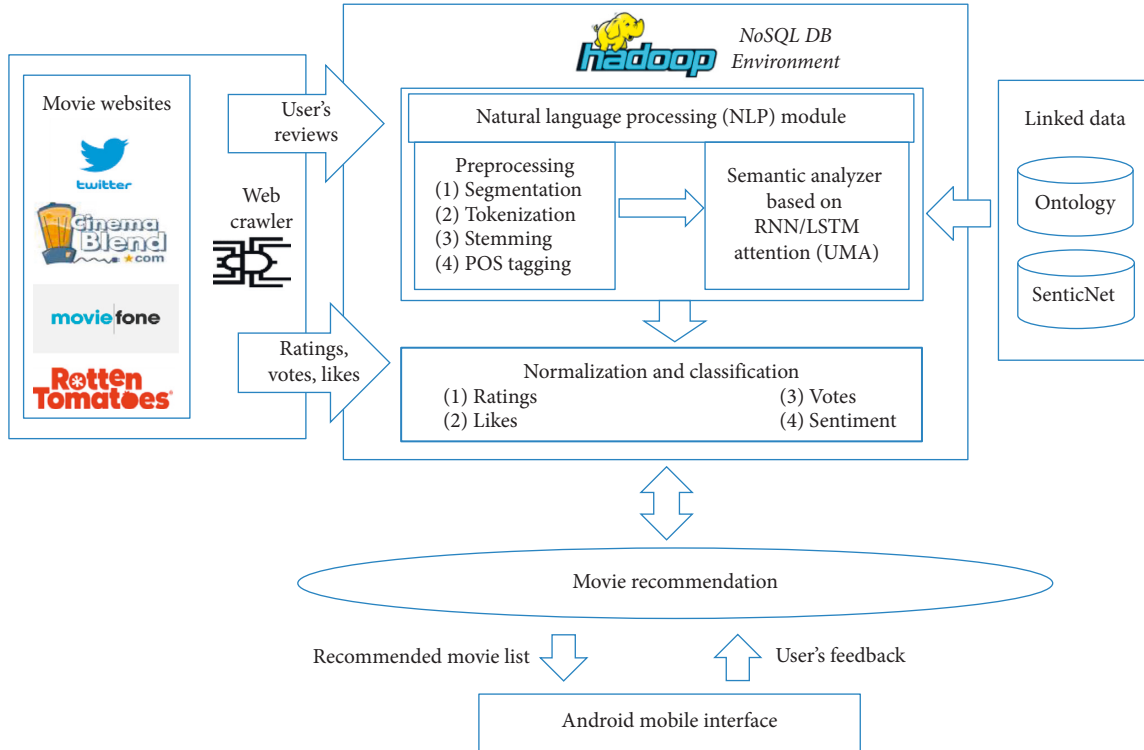 Movie websites
twitter
Cinema
Blend
.com
moviefone
Rotten
Tomatoes®
Web
crawler
User's
reviews
Ratings,
votes, likes
hadoop
NoSQL DB
Environment
Natural language processing (NLP) module
Preprocessing
(1) Segmentation
(2) Tokenization
(3) Stemming
(4) POS tagging
Semantic analyzer
based on
RNN/LSTM
attention (UMA)
Normalization and classification
(1) Ratings
(2) Likes
(3) Votes
(4) Sentiment
Linked data
Ontology
SenticNet
Movie recommendation
Recommended movie list
User's feedback
Android mobile interface